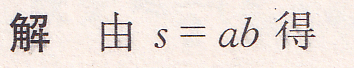 解 由 s = ab 得